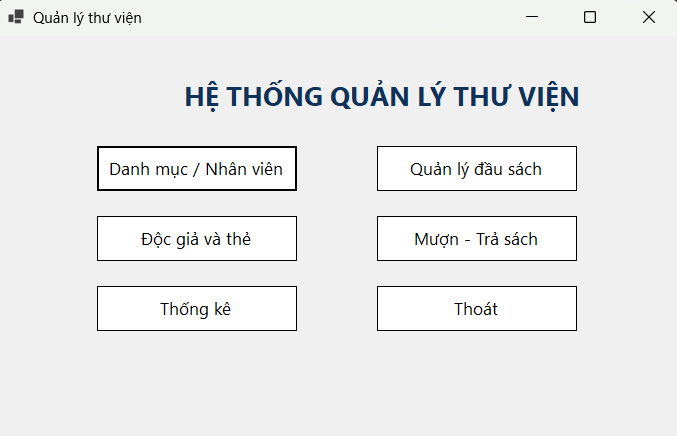 Quản lý thư viện
HỆ THỐNG QUẢN LÝ THƯ VIỆN
Danh mục / Nhân viên
Quản lý đầu sách
Độc giả và thẻ
Mượn - Trả sách
Thống kê
Thoát